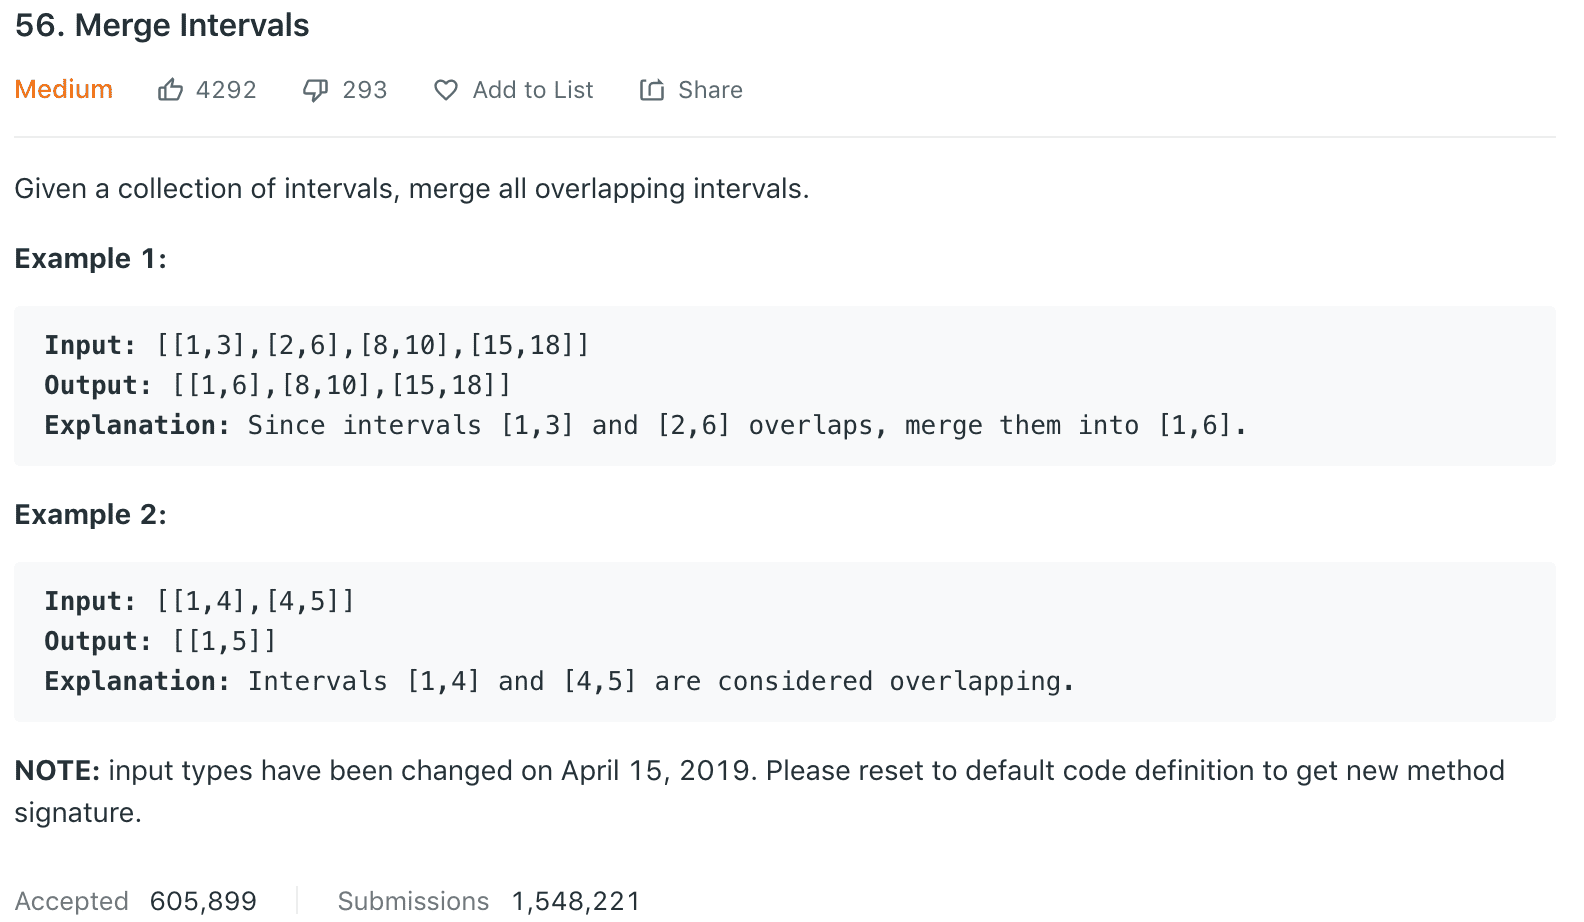 56. Merge Intervals
Medium 4292 293 Add to List Share
Given a collection of intervals, merge all overlapping intervals.
Example 1:
Input: [[1,3],[2,6],[8,10],[15,18]]
Output: [[1,6],[8,10],[15,18]]
Explanation: Since intervals [1,3] and [2,6] overlaps, merge them into [1,6].
Example 2:
Input: [[1,4],[4,5]]
Output: [[1,5]]
Explanation: Intervals [1,4] and [4,5] are considered overlapping.
NOTE: input types have been changed on April 15, 2019. Please reset to default code definition to get new method
signature.
Accepted 605,899 Submissions 1,548,221